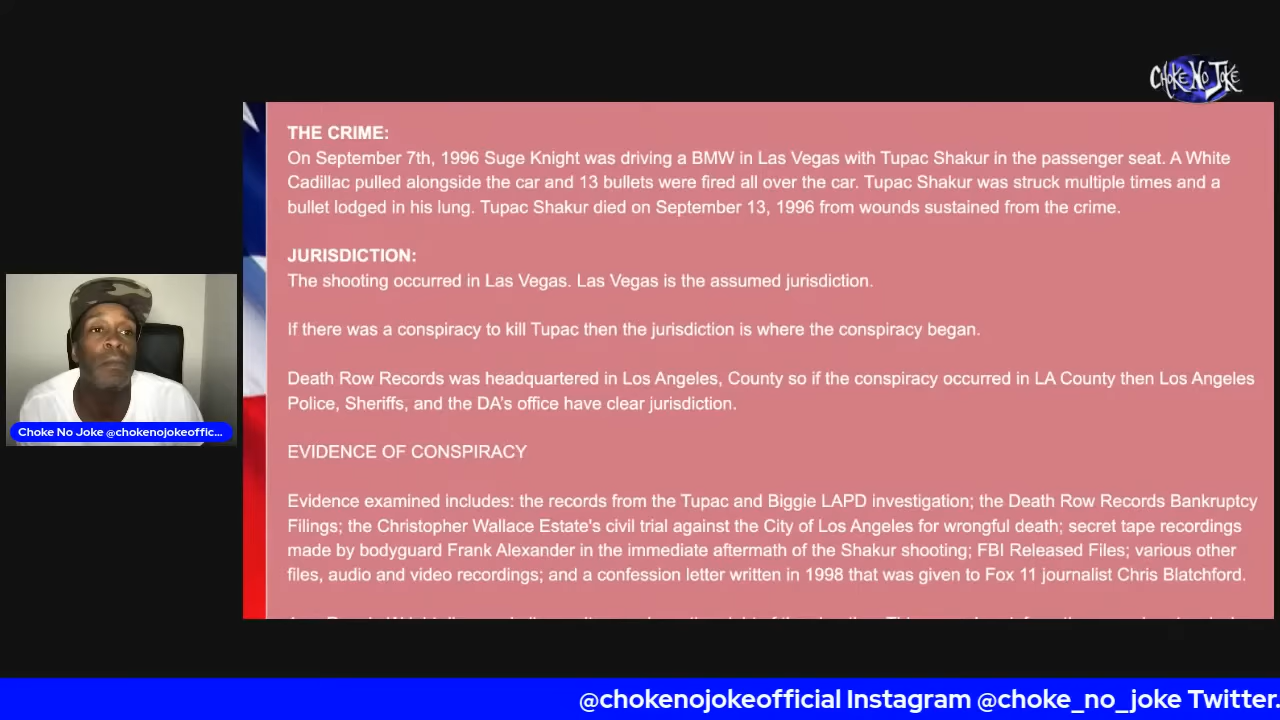 CHOKE NO JOKE
THE CRIME:
On September 7th, 1996 Suge Knight was driving a BMW in Las Vegas with Tupac Shakur in the passenger seat. A White
Cadillac pulled alongside the car and 13 bullets were fired all over the car. Tupac Shakur was struck multiple times and a
bullet lodged in his lung. Tupac Shakur died on September 13, 1996 from wounds sustained from the crime.
JURISDICTION:
The shooting occurred in Las Vegas. Las Vegas is the assumed jurisdiction.
If there was a conspiracy to kill Tupac then the jurisdiction is where the conspiracy began.
Death Row Records was headquartered in Los Angeles, County so if the conspiracy occurred in LA County then Los Angeles
Police, Sheriffs, and the DA's office have clear jurisdiction.
EVIDENCE OF CONSPIRACY
Evidence examined includes: the records from the Tupac and Biggie LAPD investigation; the Death Row Records Bankruptcy
Filings; the Christopher Wallace Estate's civil trial against the City of Los Angeles for wrongful death; secret tape recordings
made by bodyguard Frank Alexander in the immediate aftermath of the Shakur shooting; FBI Released Files; various other
files, audio and video recordings; and a confession letter written in 1998 that was given to Fox 11 journalist Chris Blatchford.
Choke No Joke @chokenojokeoffic...
@chokenojokeofficial Instagram @choke_no_joke Twitter.